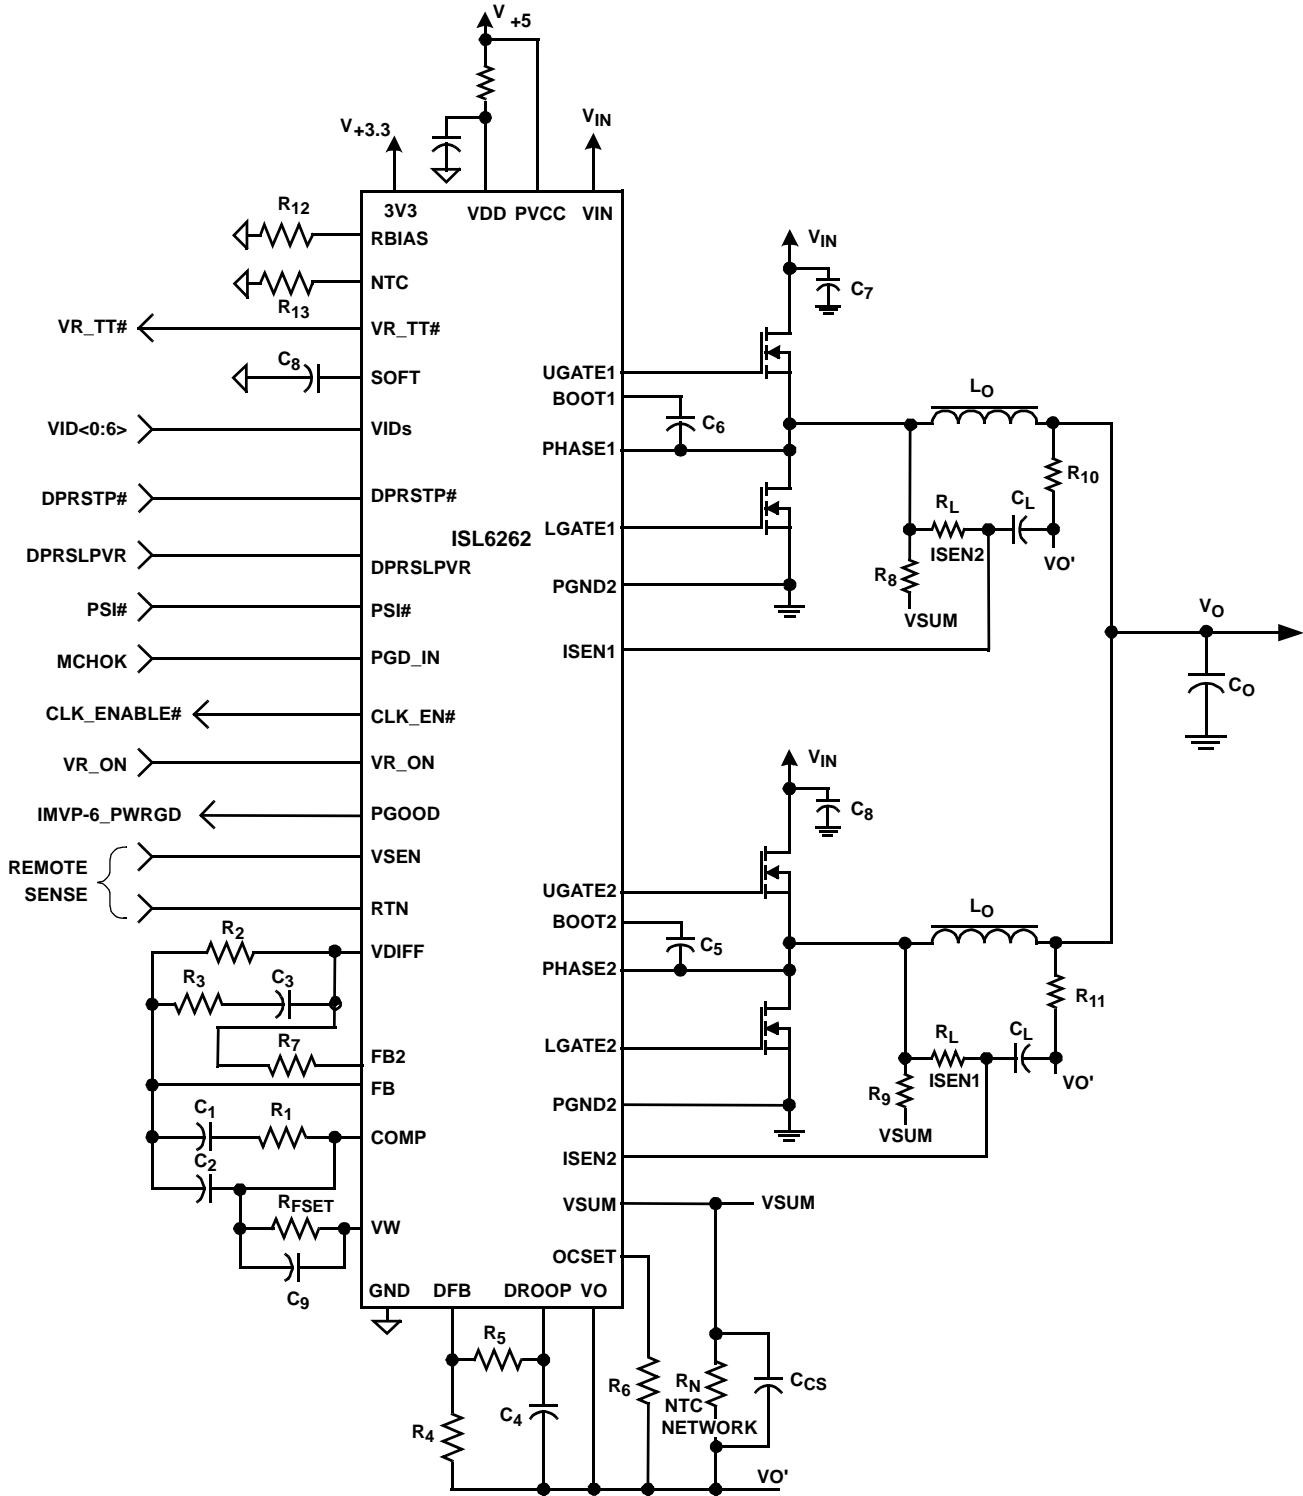 V+5
V+3.3
VIN
3V3
VDD
PVCC
VIN
R12
RBIAS
R13
NTC
VR_TT#
VR_TT#
C8
SOFT
VID<0:6>
VIDs
DPRSTP#
DPRSTP#
ISL6262
DPRSLPVR
DPRSLPVR
PSI#
PSI#
MCHOK
PGD_IN
CLK_ENABLE#
CLK_EN#
VR_ON
VR_ON
IMVP-6_PWRGD
PGOOD
REMOTE
SENSE
VSEN
RTN
R2
VDIFF
R3
C3
R7
FB2
FB
C1
R1
COMP
C2
RFSET
VW
C9
GND
DFB
DROOP
VO
R5
R4
C4
UGATE1
BOOT1
C6
PHASE1
LGATE1
PGND2
ISEN1
VIN
C7
LO
R10
RL
CL
ISEN2
VO'
R8
VSUM
VO
CO
VIN
C8
UGATE2
BOOT2
C5
PHASE2
LGATE2
PGND2
ISEN2
LO
R11
RL
CL
ISEN1
VO'
R9
VSUM
VSUM
VSUM
OCSET
R6
RN
NTC
NETWORK
CCS
VO'